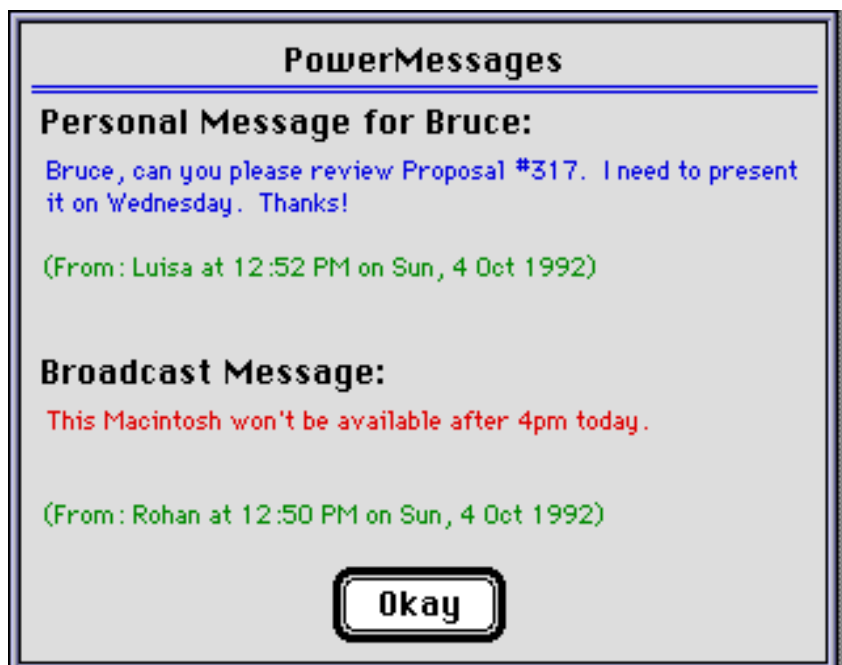 PowerMessages
Personal Message for Bruce:
Bruce, can you please review Proposal #317.  I need to present
it on Wednesday.  Thanks!
(From: Luisa at 12:52 PM on Sun, 4 Oct 1992)
Broadcast Message:
This Macintosh won't be available after 4pm today.
(From: Rohan at 12:50 PM on Sun, 4 Oct 1992)
Okay